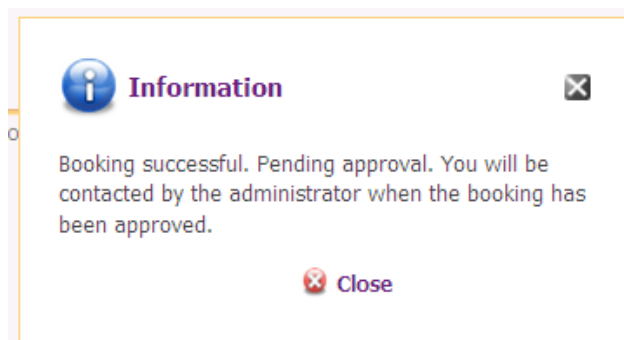 Information
o
Booking successful. Pending approval. You will be
contacted by the administrator when the booking has
been approved.
Close